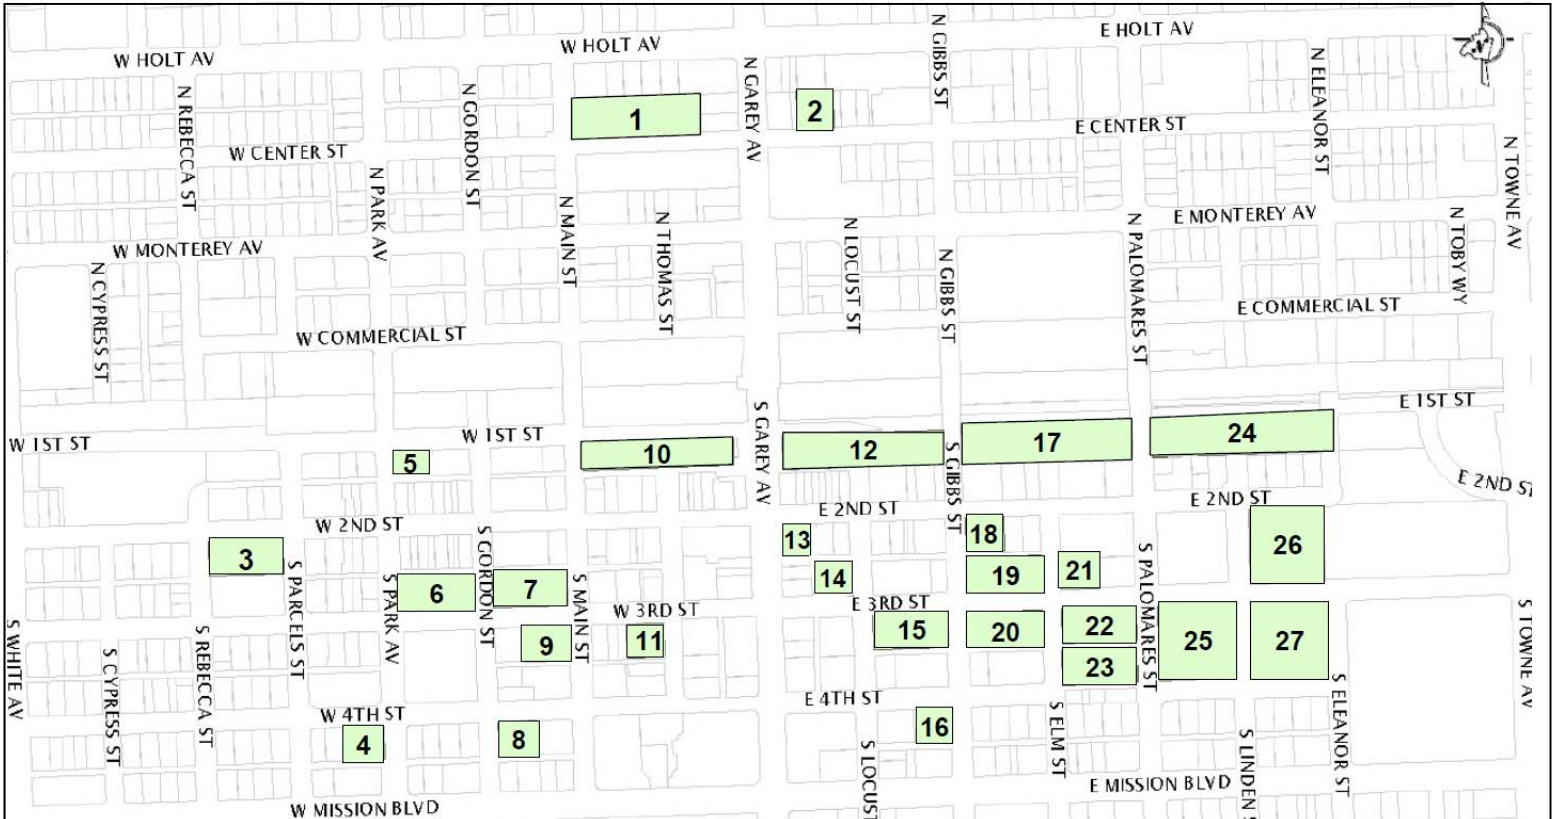 W HOLT AV
W HOLT AV
E HOLT AV
N GIBBS ST
N REBECCA ST
N GORDON ST
1
N GAREY AV
2
N ELEANOR ST
W CENTER ST
E CENTER ST
N PARK AV
N MAIN ST
N THOMAS ST
N TOWNE AV
W MONTEREY AV
E MONTEREY AV
N CYPRESS ST
N LOCUST ST
N GIBBS ST
N PALOMARES ST
N TOBY WY
W COMMERCIAL ST
E COMMERCIAL ST
W 1ST ST
W 1ST ST
E 1ST ST
5
10
S GAREY AV
12
S GIBBS ST
17
24
E 2ND ST
W 2ND ST
E 2ND ST
E 2ND ST
3
S PARCELS ST
S PARK AV
6
S GORDON ST
7
S MAIN ST
13
14
18
19
21
S PALOMARES ST
26
W 3RD ST
E 3RD ST
S WHITE AV
S CYPRESS ST
S REBECCA ST
9
11
15
20
22
23
25
27
S TOWNE AV
W 4TH ST
E 4TH ST
4
8
S LOCUST
16
S ELM ST
S LINDEN S
S ELEANOR ST
W MISSION BLVD
E MISSION BLVD